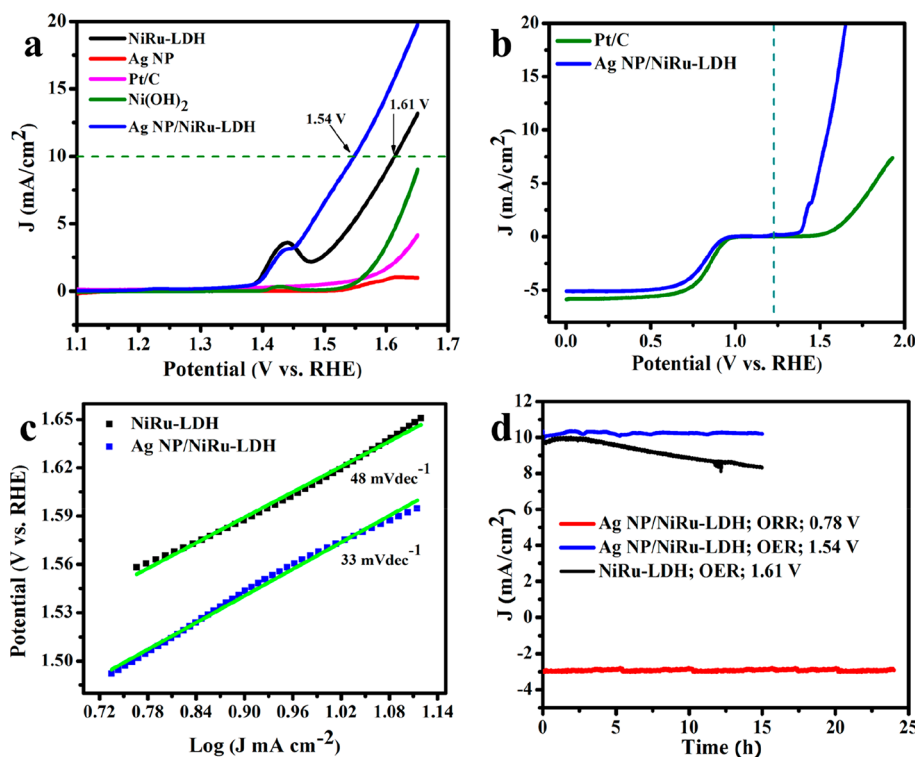 a
NiRu-LDH
Ag NP
Pt/C
Ni(OH)₂
Ag NP/NiRu-LDH
1.54 V
1.61 V
20
15
10
5
0
J (mA/cm²)
1.1 1.2 1.3 1.4 1.5 1.6 1.7
Potential (V vs. RHE)
b
Pt/C
Ag NP/NiRu-LDH
20
15
10
5
0
-5
J (mA/cm²)
0.0 0.5 1.0 1.5 2.0
Potential (V vs. RHE)
c
NiRu-LDH
Ag NP/NiRu-LDH
48 mVdec⁻¹
33 mVdec⁻¹
1.65
1.62
1.59
1.56
1.53
1.50
Potential (V vs. RHE)
0.72 0.78 0.84 0.90 0.96 1.02 1.08 1.14
Log (J mA cm⁻²)
d
12
10
8
6
4
2
0
-2
-4
J (mA/cm²)
Ag NP/NiRu-LDH; ORR; 0.78 V
Ag NP/NiRu-LDH; OER; 1.54 V
NiRu-LDH; OER; 1.61 V
0 5 10 15 20 25
Time (h)